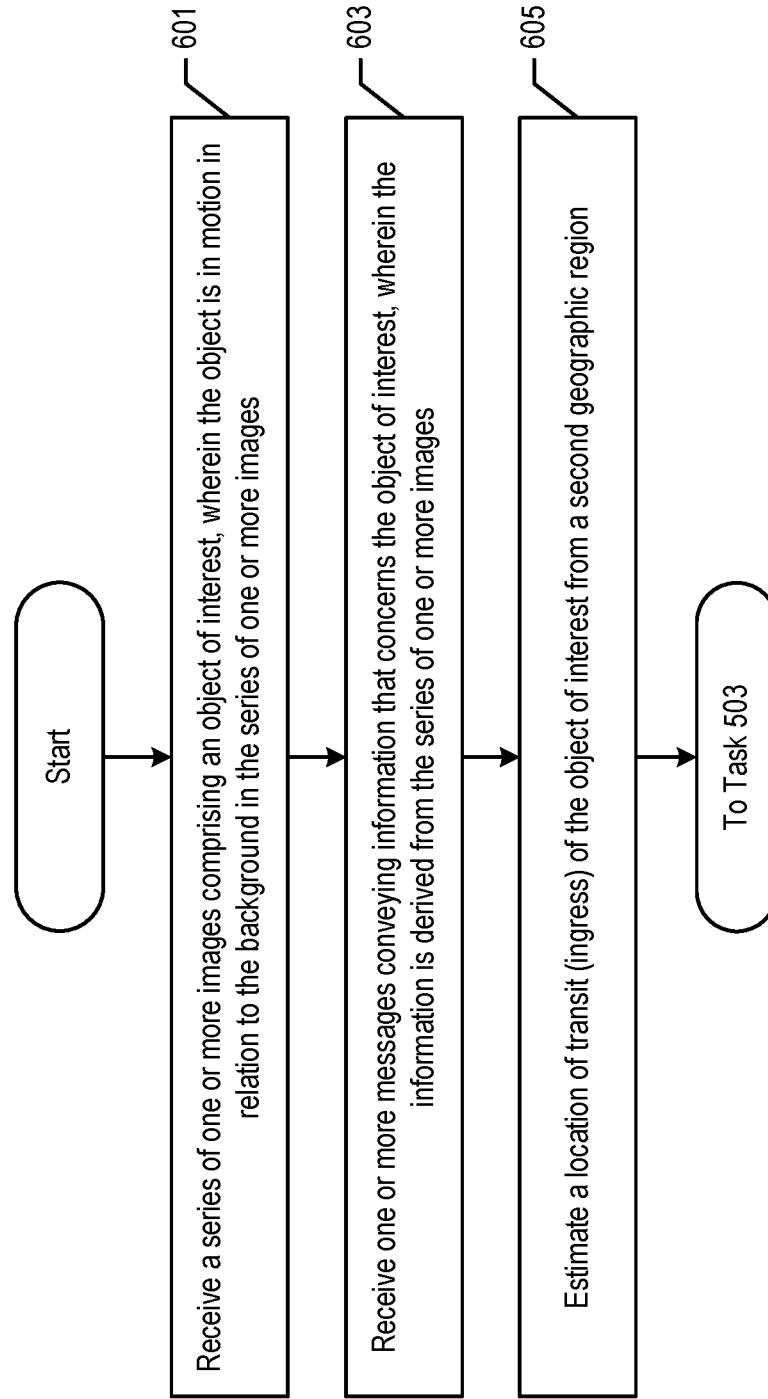 Start
601
Receive a series of one or more images comprising an object of interest, wherein the object is in motion in
relation to the background in the series of one or more images
603
Receive one or more messages conveying information that concerns the object of interest, wherein the
information is derived from the series of one or more images
605
Estimate a location of transit (ingress) of the object of interest from a second geographic region
To Task 503